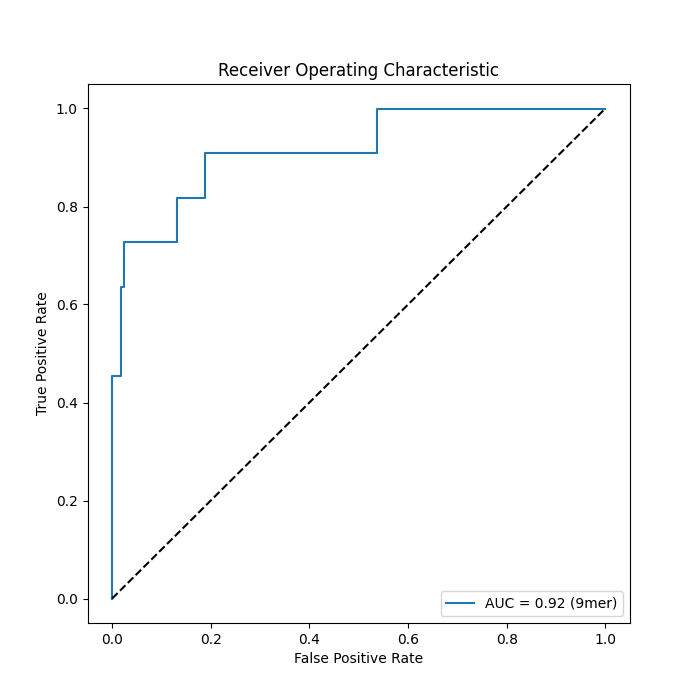 Receiver Operating Characteristic
1.0
0.8
0.6
0.4
0.2
0.0
True Positive Rate
AUC = 0.92 (9mer)
0.0 0.2 0.4 0.6 0.8 1.0
False Positive Rate